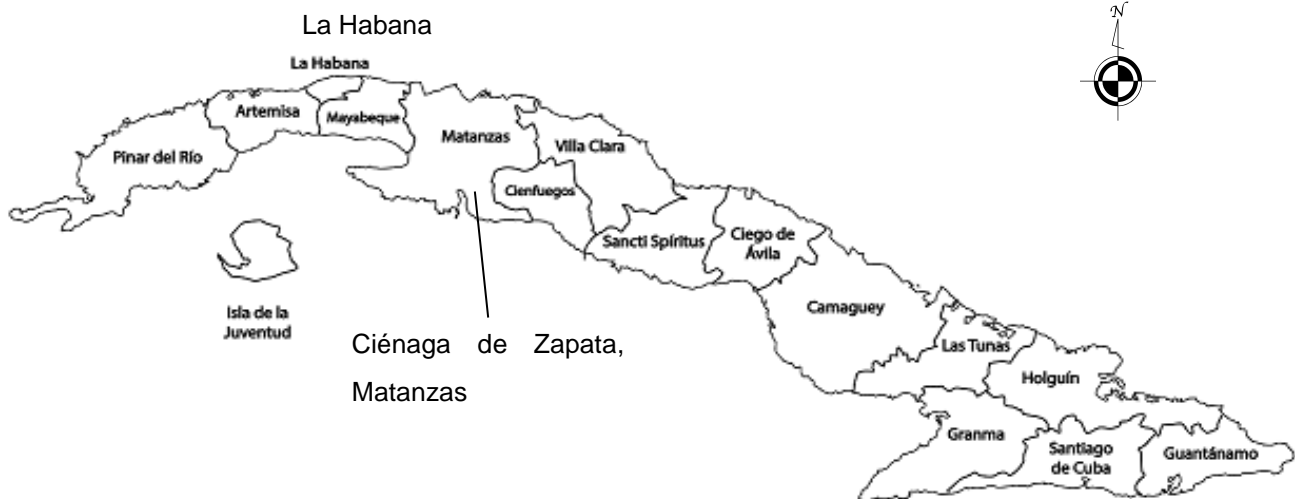 La Habana
N
La Habana
Artemisa
Mayabeque
Matanzas
Villa Clara
Pinar del Río
Cienfuegos
Sancti Spíritus
Ciego de
Ávila
Isla de la
Juventud
Camaguey
Ciénaga de Zapata,
Matanzas
Las Tunas
Holguín
Granma
Santiago
de Cuba
Guantánamo